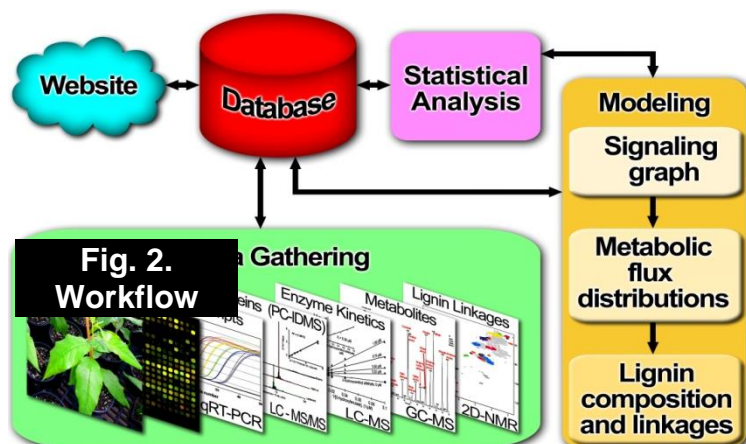 Website
Database
Statistical
Analysis
Modeling
Signaling
graph
Metabolic
flux
distributions
Lignin
composition
and linkages
Gathering
Fig. 2.
Workflow
qRT-PCR
(PC-IDMS)
LC - MS/MS
Enzyme Kinetics
LC-MS
Metabolites
GC-MS
Lignin Linkages
2D-NMR